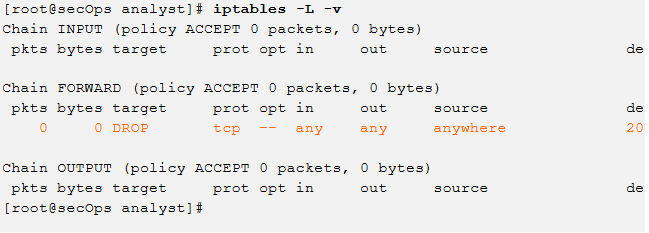 [root@secOps analyst]# iptables -L -v
Chain INPUT (policy ACCEPT 0 packets, 0 bytes)
pkts bytes target prot opt in out source de
Chain FORWARD (policy ACCEPT 0 packets, 0 bytes)
pkts bytes target prot opt in out source de
0 0 DROP tcp -- any any anywhere 20
Chain OUTPUT (policy ACCEPT 0 packets, 0 bytes)
pkts bytes target prot opt in out source de
[root@secOps analyst]#